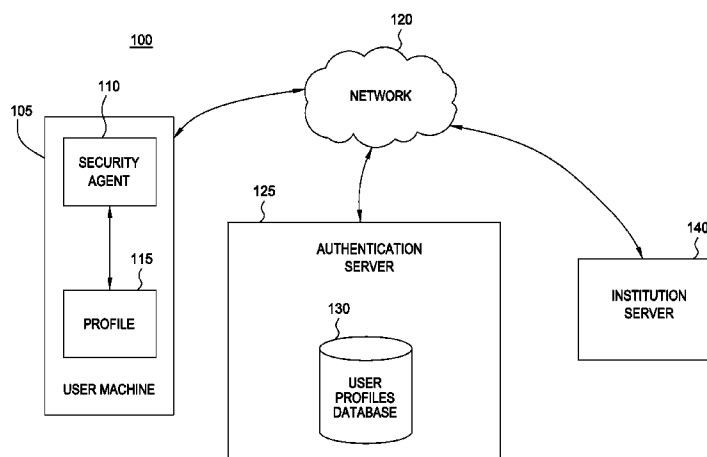 100
120
NETWORK
110
105
SECURITY
AGENT
115
PROFILE
USER MACHINE
125
AUTHENTICATION
SERVER
130
USER
PROFILES
DATABASE
140
INSTITUTION
SERVER